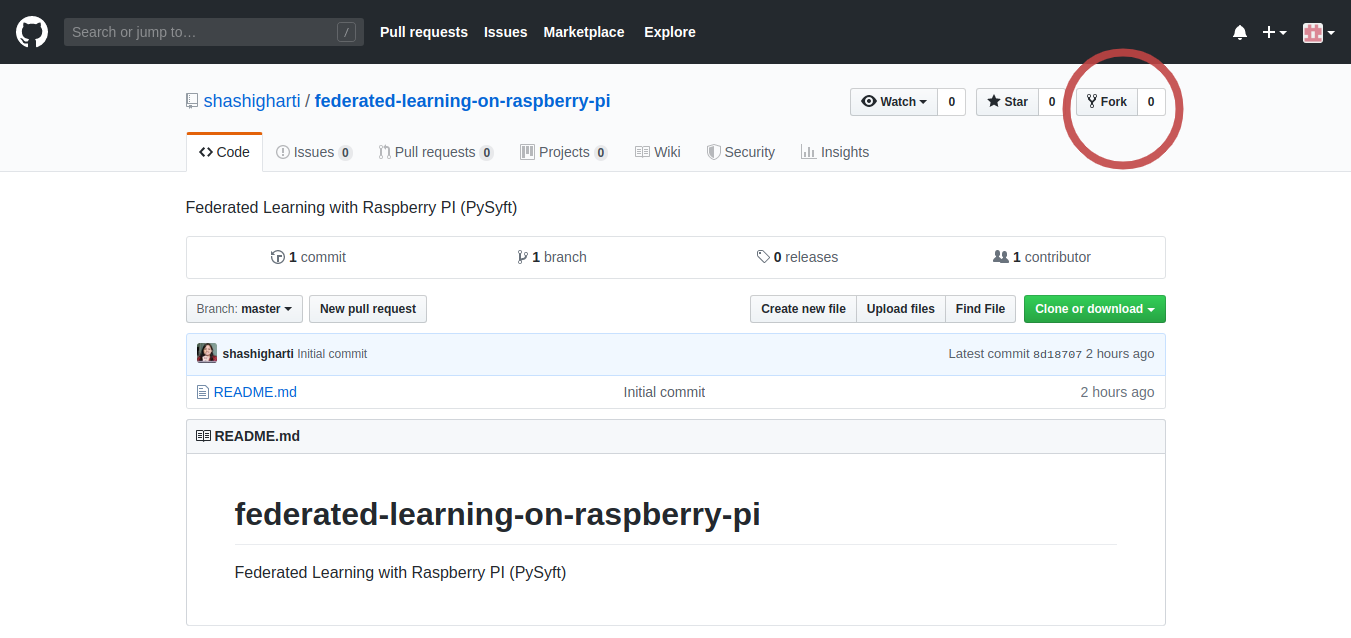 Search or jump to… / Pull requests Issues Marketplace Explore
shashigharti / federated-learning-on-raspberry-pi Watch 0 Star 0 Fork 0
Code Issues 0 Pull requests 0 Projects 0 Wiki Security Insights
Federated Learning with Raspberry PI (PySyft)
1 commit 1 branch 0 releases 1 contributor
Branch: master New pull request Create new file Upload files Find File Clone or download
shashigharti Initial commit Latest commit 8d18707 2 hours ago
README.md Initial commit 2 hours ago
README.md
federated-learning-on-raspberry-pi
Federated Learning with Raspberry PI (PySyft)